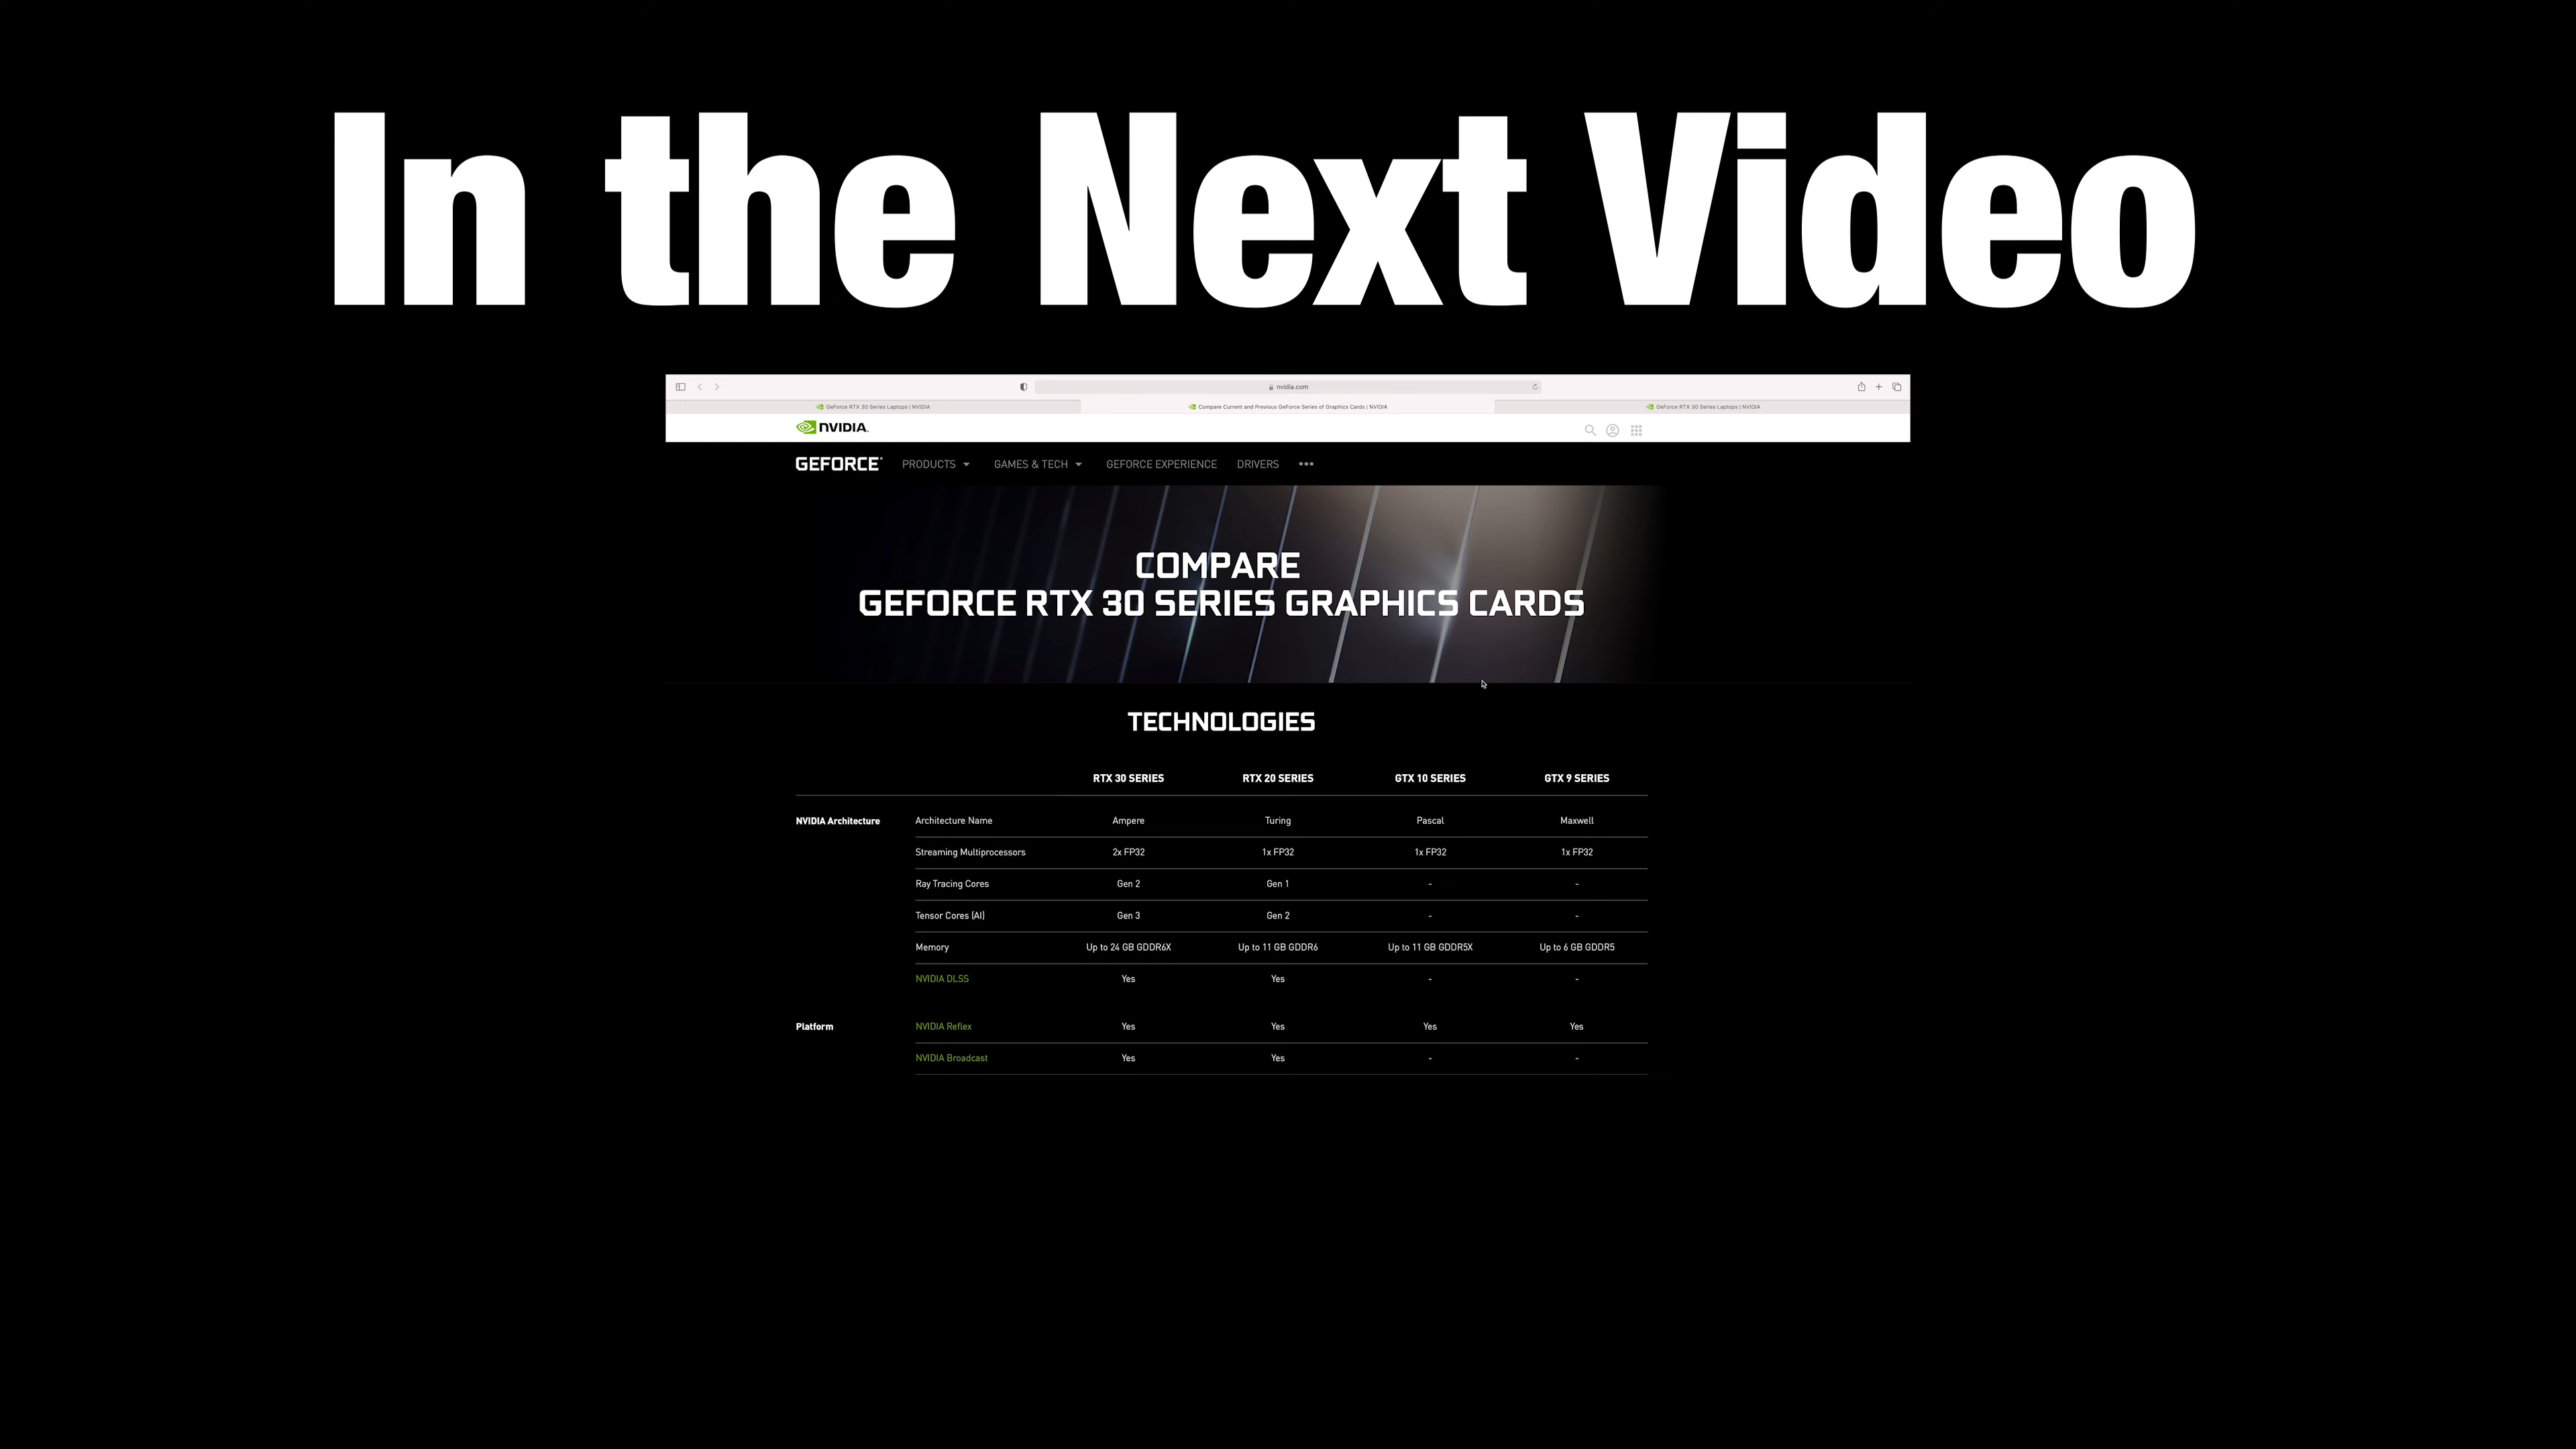 In the Next Video
nvidia.com
GeForce RTX 30 Series Laptops | NVIDIA
Compare Current and Previous GeForce Series of Graphics Cards | NVIDIA
GeForce RTX 30 Series Laptops | NVIDIA
NVIDIA.
GEFORCE PRODUCTS GAMES & TECH GEFORCE EXPERIENCE DRIVERS •••
COMPARE
GEFORCE RTX 30 SERIES GRAPHICS CARDS
TECHNOLOGIES
RTX 30 SERIES RTX 20 SERIES GTX 10 SERIES GTX 9 SERIES
NVIDIA Architecture Architecture Name Ampere Turing Pascal Maxwell
Streaming Multiprocessors 2x FP32 1x FP32 1x FP32 1x FP32
Ray Tracing Cores Gen 2 Gen 1 - -
Tensor Cores (AI) Gen 3 Gen 2 - -
Memory Up to 24 GB GDDR6X Up to 11 GB GDDR6 Up to 11 GB GDDR5X Up to 6 GB GDDR5
NVIDIA DLSS Yes Yes - -
Platform NVIDIA Reflex Yes Yes Yes Yes
NVIDIA Broadcast Yes Yes - -